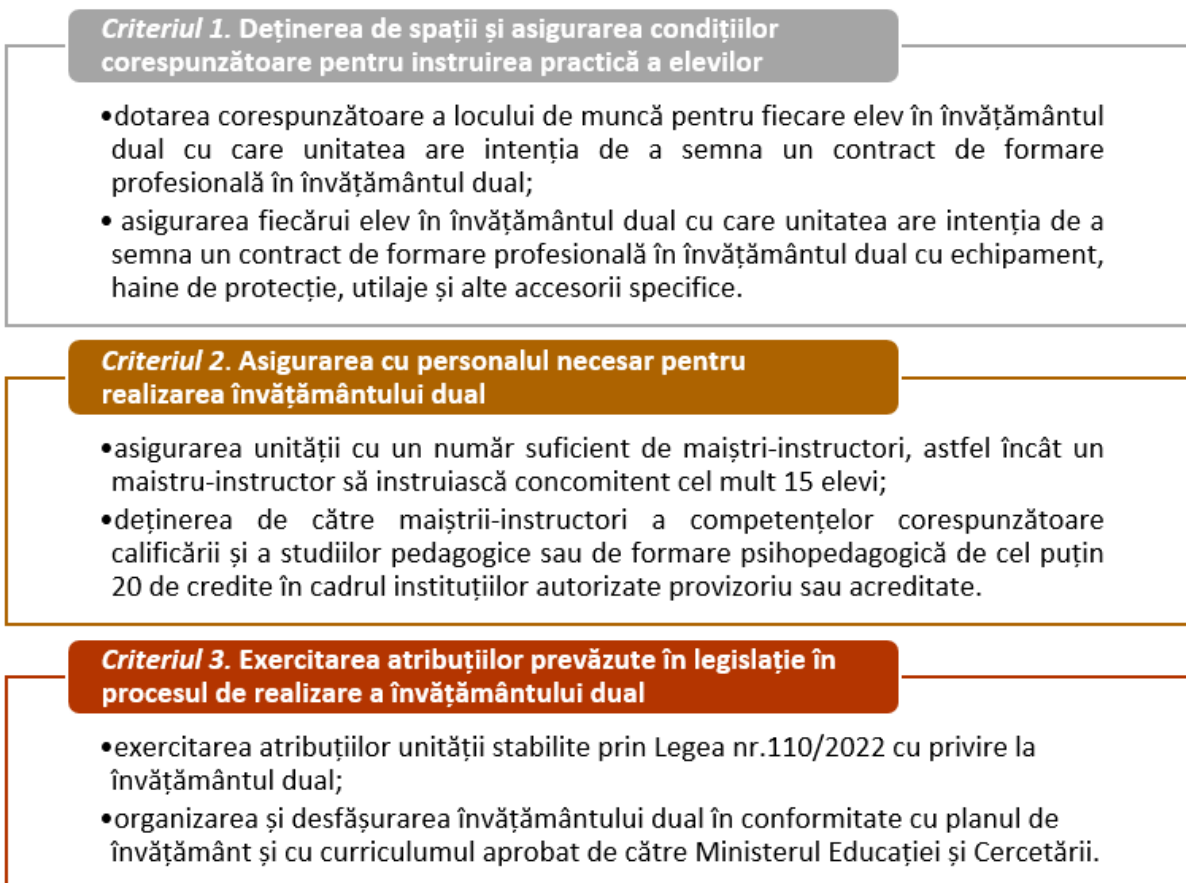 Criteriul 1. Deținerea de spații și asigurarea condițiilor
corespunzătoare pentru instruirea practică a elevilor
•dotarea corespunzătoare a locului de muncă pentru fiecare elev în învățământul
dual cu care unitatea are intenția de a semna un contract de formare
profesională în învățământul dual;
• asigurarea fiecărui elev în învățământul dual cu care unitatea are intenția de a
semna un contract de formare profesională în învățământul dual cu echipament,
haine de protecție, utilaje și alte accesorii specifice.
Criteriul 2. Asigurarea cu personalul necesar pentru
realizarea învățământului dual
•asigurarea unității cu un număr suficient de maiștri-instructori, astfel încât un
maistru-instructor să instruiască concomitent cel mult 15 elevi;
•deținerea de către maiștrii-instructori a competențelor corespunzătoare
calificării și a studiilor pedagogice sau de formare psihopedagogică de cel puțin
20 de credite în cadrul instituțiilor autorizate provizoriu sau acreditate.
Criteriul 3. Exercitarea atribuțiilor prevăzute în legislație în
procesul de realizare a învățământului dual
•exercitarea atribuțiilor unității stabilite prin Legea nr.110/2022 cu privire la
învățământul dual;
•organizarea și desfășurarea învățământului dual în conformitate cu planul de
învățământ și cu curriculumul aprobat de către Ministerul Educației și Cercetării.